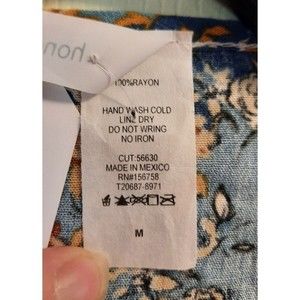 hon
100%RAYON
HAND WASH COLD
LINE DRY
DO NOT WRING
NO IRON
CUT:56630
MADE IN MEXICO
RN#156758
T20687-8971
M